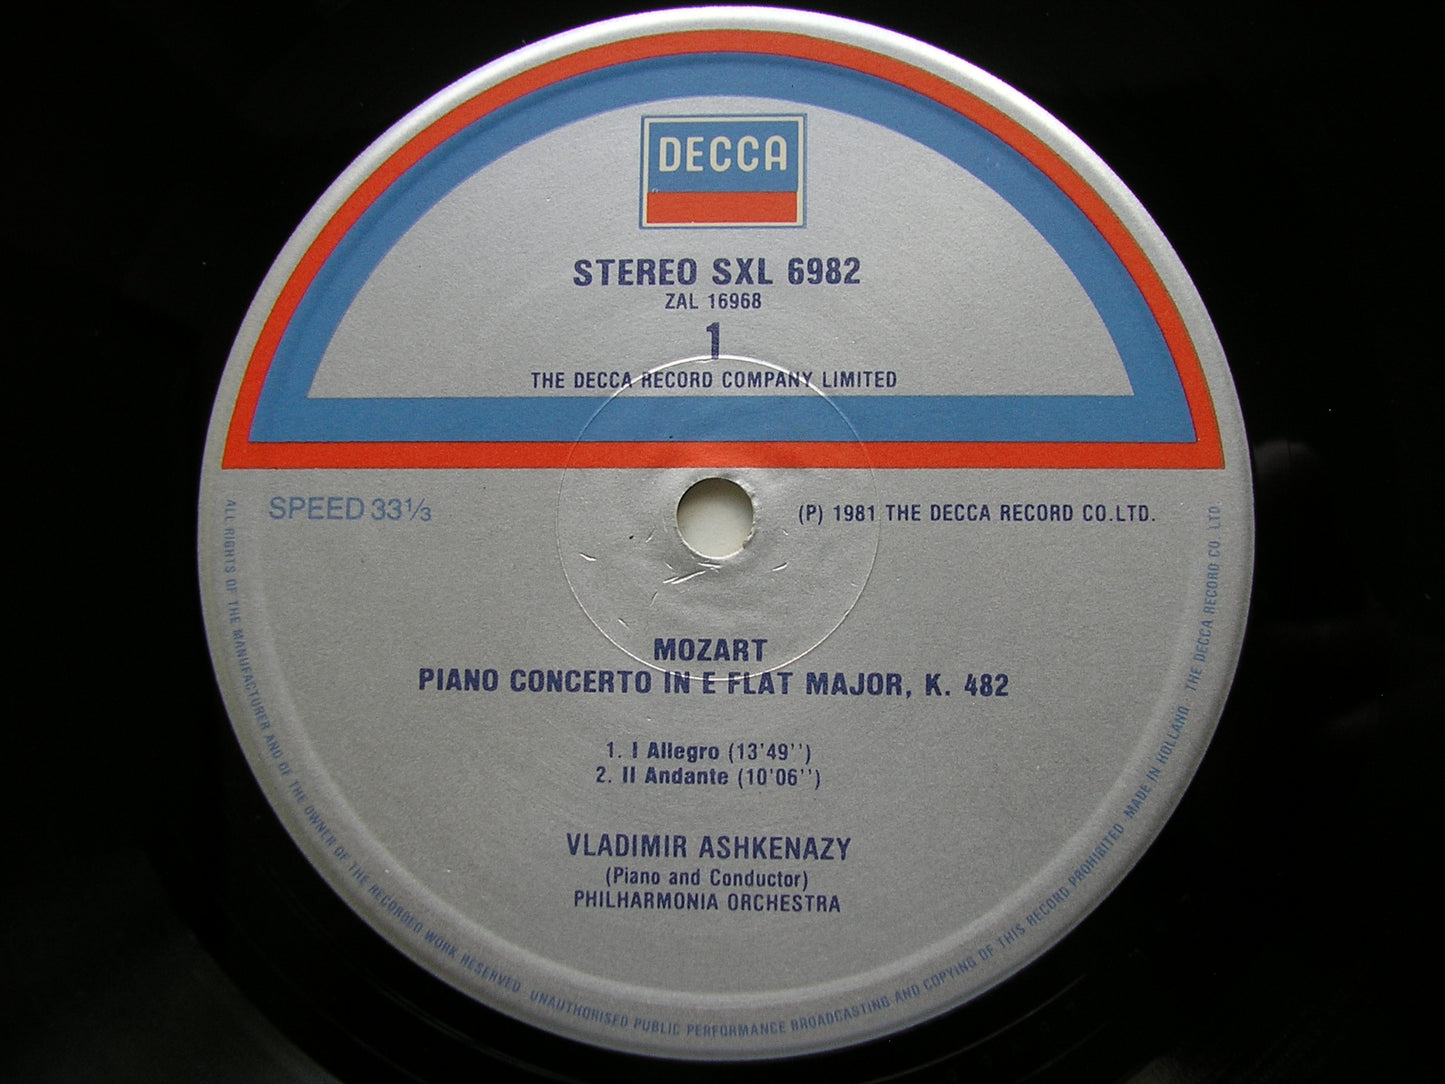 DECCA
STEREO SXL 6982
ZAL 16968
1
THE DECCA RECORD COMPANY LIMITED
SPEED 33⅓
(P) 1981 THE DECCA RECORD CO.LTD.
MOZART
PIANO CONCERTO IN E FLAT MAJOR, K. 482
1. I Allegro (13'49'')
2. II Andante (10'06'')
VLADIMIR ASHKENAZY
(Piano and Conductor)
PHILHARMONIA ORCHESTRA
ALL RIGHTS OF THE MANUFACTURER AND OF THE OWNER OF THE RECORDED WORK RESERVED UNAUTHORISED PUBLIC PERFORMANCE BROADCASTING AND COPYING OF THIS RECORD PROHIBITED · MADE IN HOLLAND · THE DECCA RECORD CO. LTD.